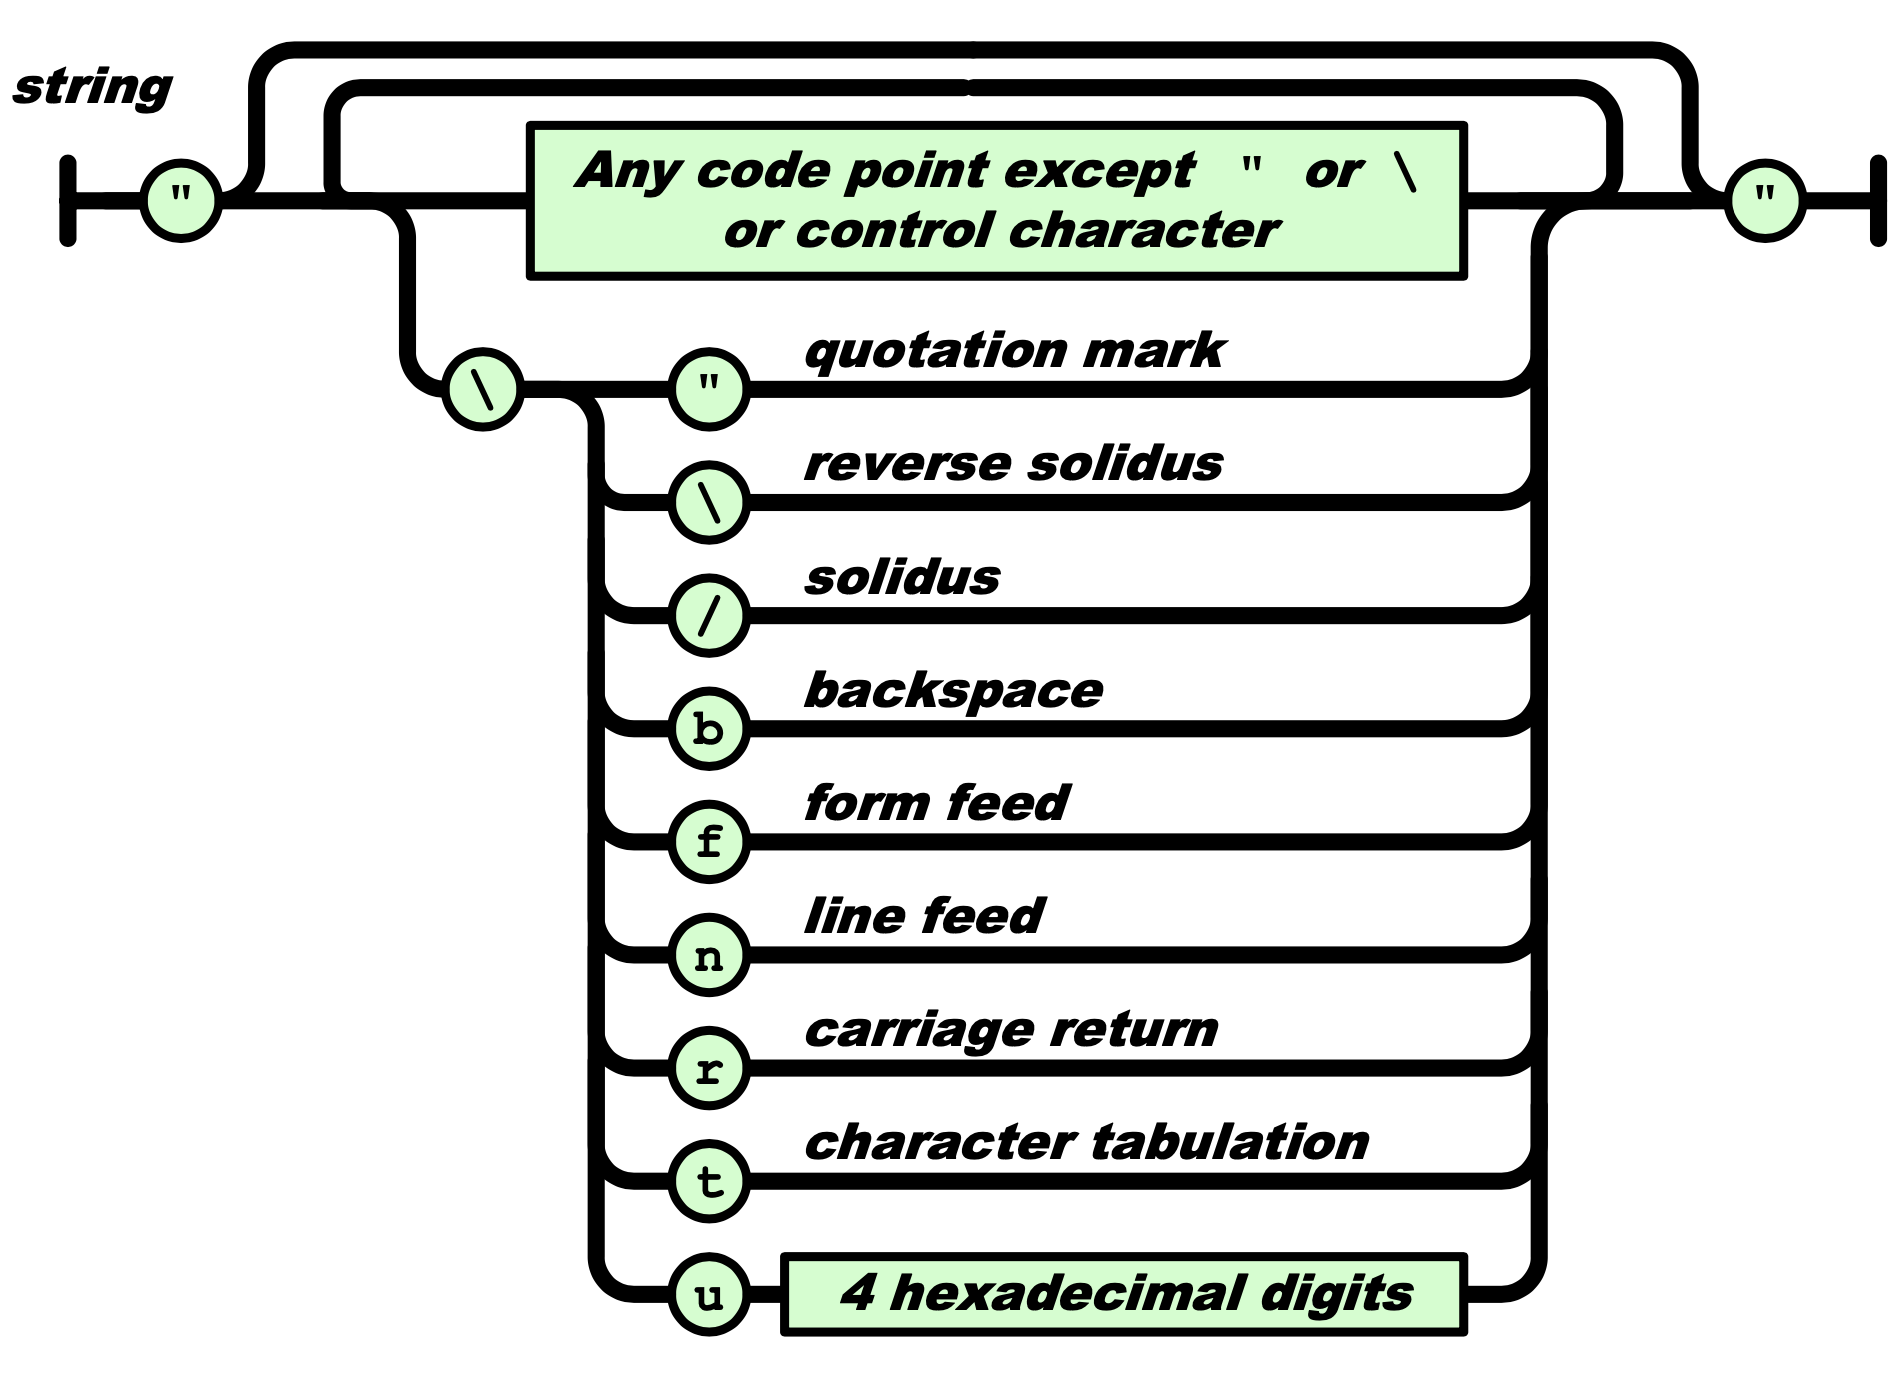 string
"
Any code point except " or \
or control character
"
\
" quotation mark
\ reverse solidus
/ solidus
b backspace
f form feed
n line feed
r carriage return
t character tabulation
u 4 hexadecimal digits